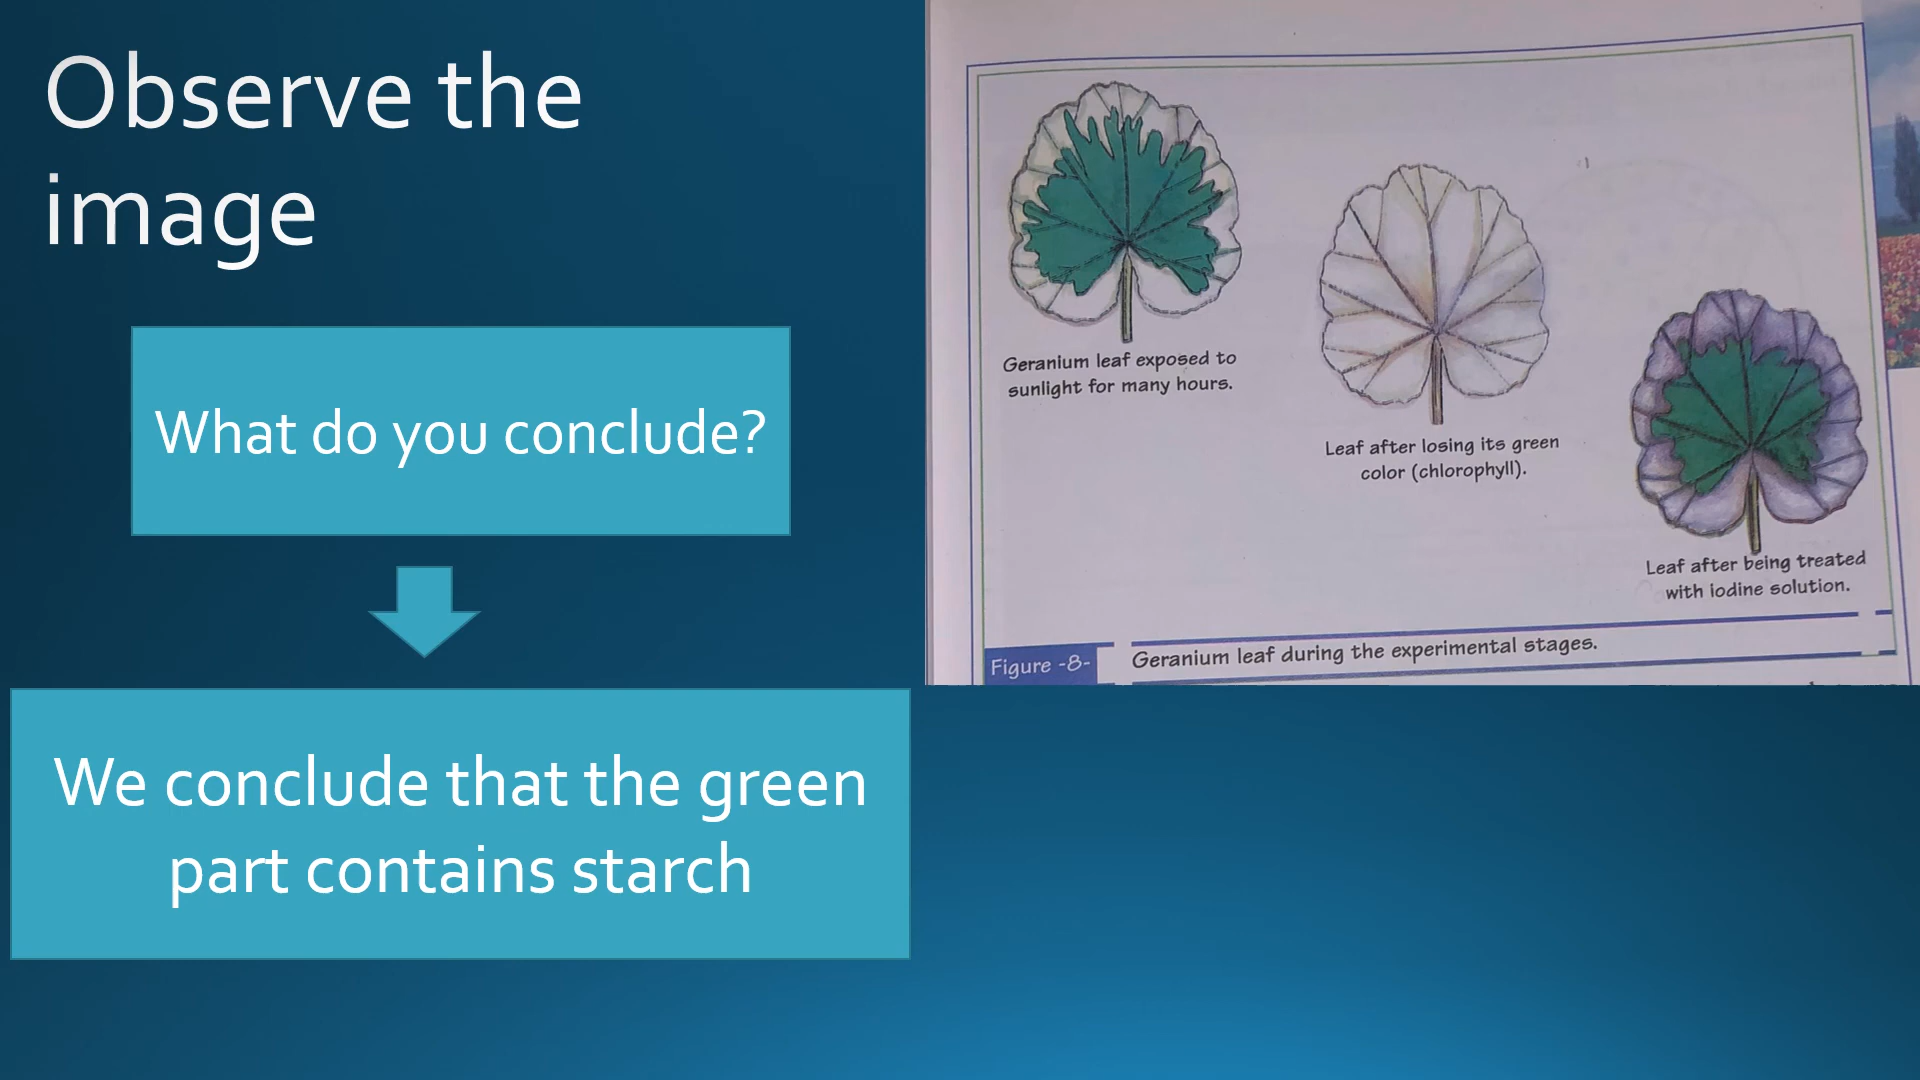 Observe the
image
What do you conclude?
We conclude that the green
part contains starch
Geranium leaf exposed to
sunlight for many hours.
Leaf after losing its green
color (chlorophyll).
Leaf after being treated
with iodine solution.
Figure -8-
Geranium leaf during the experimental stages.